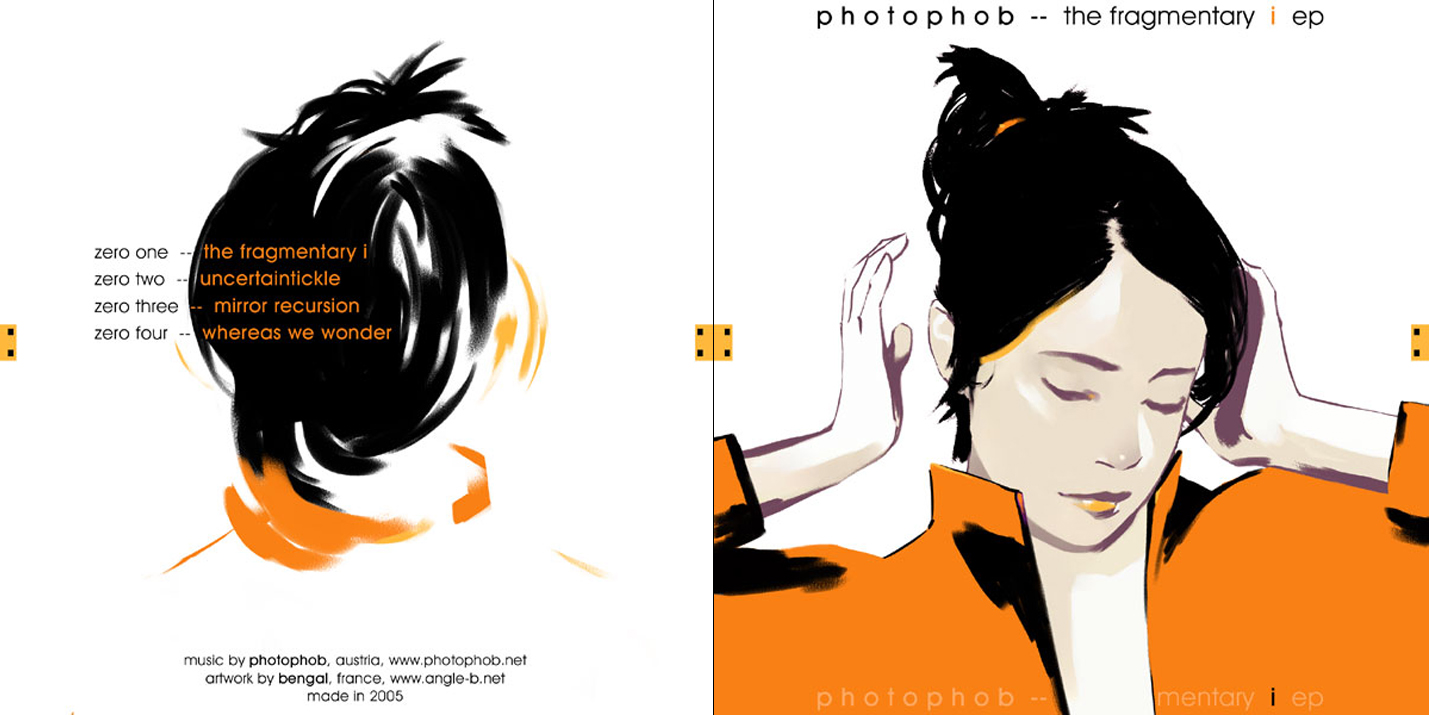 zero one -- the fragmentary i
zero two -- uncertaintickle
zero three -- mirror recursion
zero four -- whereas we wonder
music by photophob, austria, www.photophob.net
artwork by bengal, france, www.angle-b.net
made in 2005
photophob -- the fragmentary i ep
photophob -- mentary i ep